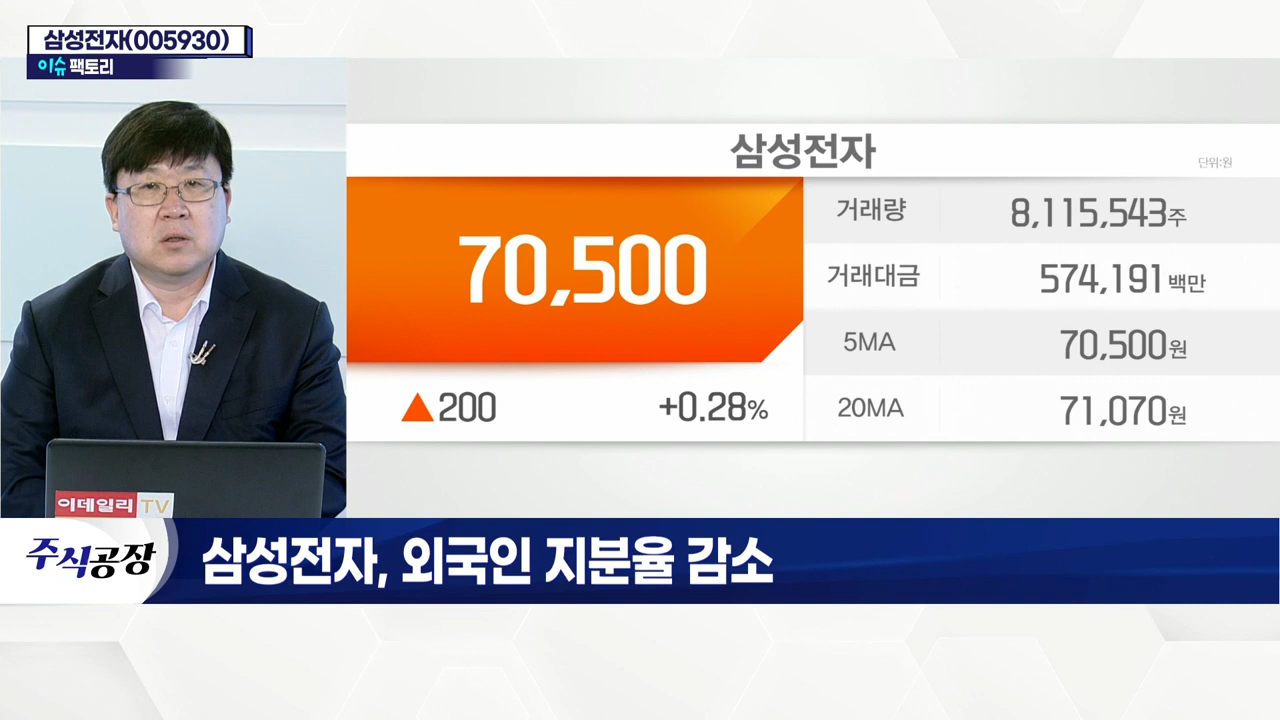 삼성전자(005930)
이슈 팩토리
삼성전자
단위:원
70,500
▲200 +0.28%
거래량 8,115,543주
거래대금 574,191백만
5MA 70,500원
20MA 71,070원
이데일리 TV
주식공장
삼성전자, 외국인 지분율 감소